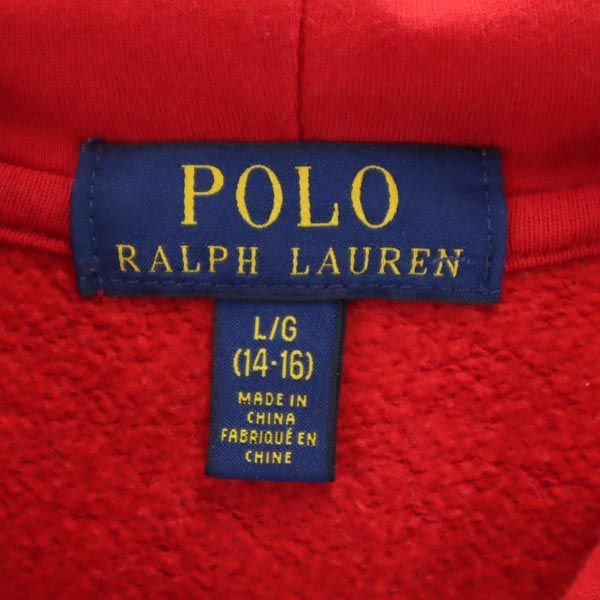 POLO
RALPH LAUREN
L/G
(14-16)
MADE IN
CHINA
FABRIQUÉ EN
CHINE